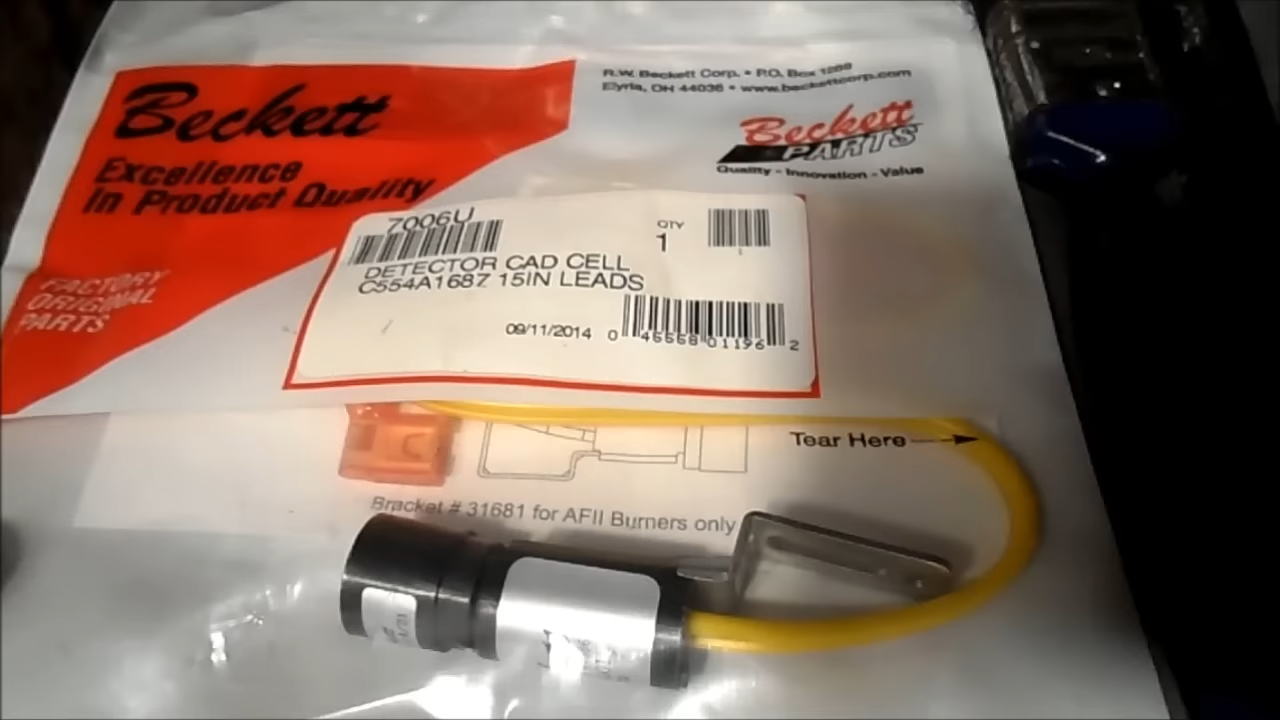 Beckett
Excellence
In Product Quality
FACTORY
ORIGINAL
PARTS
R.W. Beckett Corp. • P.O. Box 1289
Elyria, OH 44036 • www.beckettcorp.com
Beckett
PARTS
Quality - Innovation - Value
7006U
QTY
1
DETECTOR CAD CELL
C554A1687 15IN LEADS
09/11/2014
0 45558 01196 2
Tear Here
Bracket # 31681 for AFII Burners only